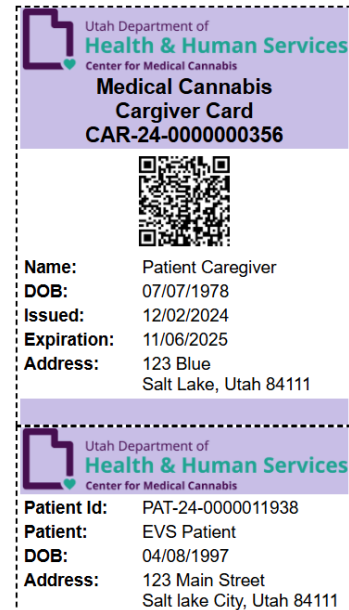 Utah Department of
Health & Human Services
Center for Medical Cannabis
Medical Cannabis
Cargiver Card
CAR-24-0000000356
Name: Patient Caregiver
DOB: 07/07/1978
Issued: 12/02/2024
Expiration: 11/06/2025
Address: 123 Blue
Salt Lake, Utah 84111
Utah Department of
Health & Human Services
Center for Medical Cannabis
Patient Id: PAT-24-0000011938
Patient: EVS Patient
DOB: 04/08/1997
Address: 123 Main Street
Salt lake City, Utah 84111